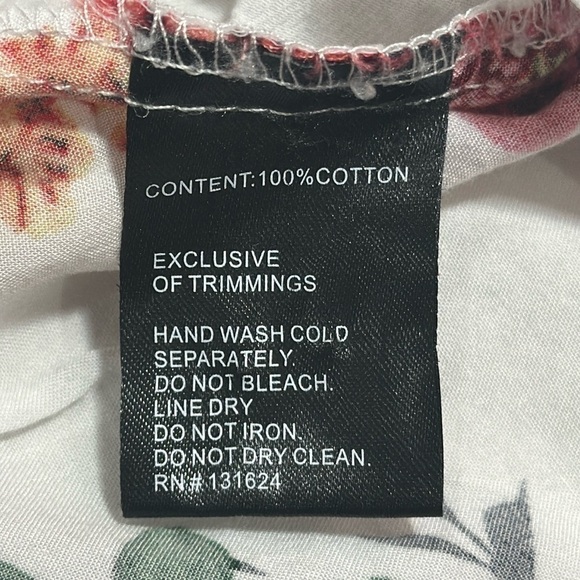 CONTENT:100%COTTON
EXCLUSIVE
OF TRIMMINGS
HAND WASH COLD
SEPARATELY.
DO NOT BLEACH.
LINE DRY
DO NOT IRON.
DO NOT DRY CLEAN.
RN# 131624